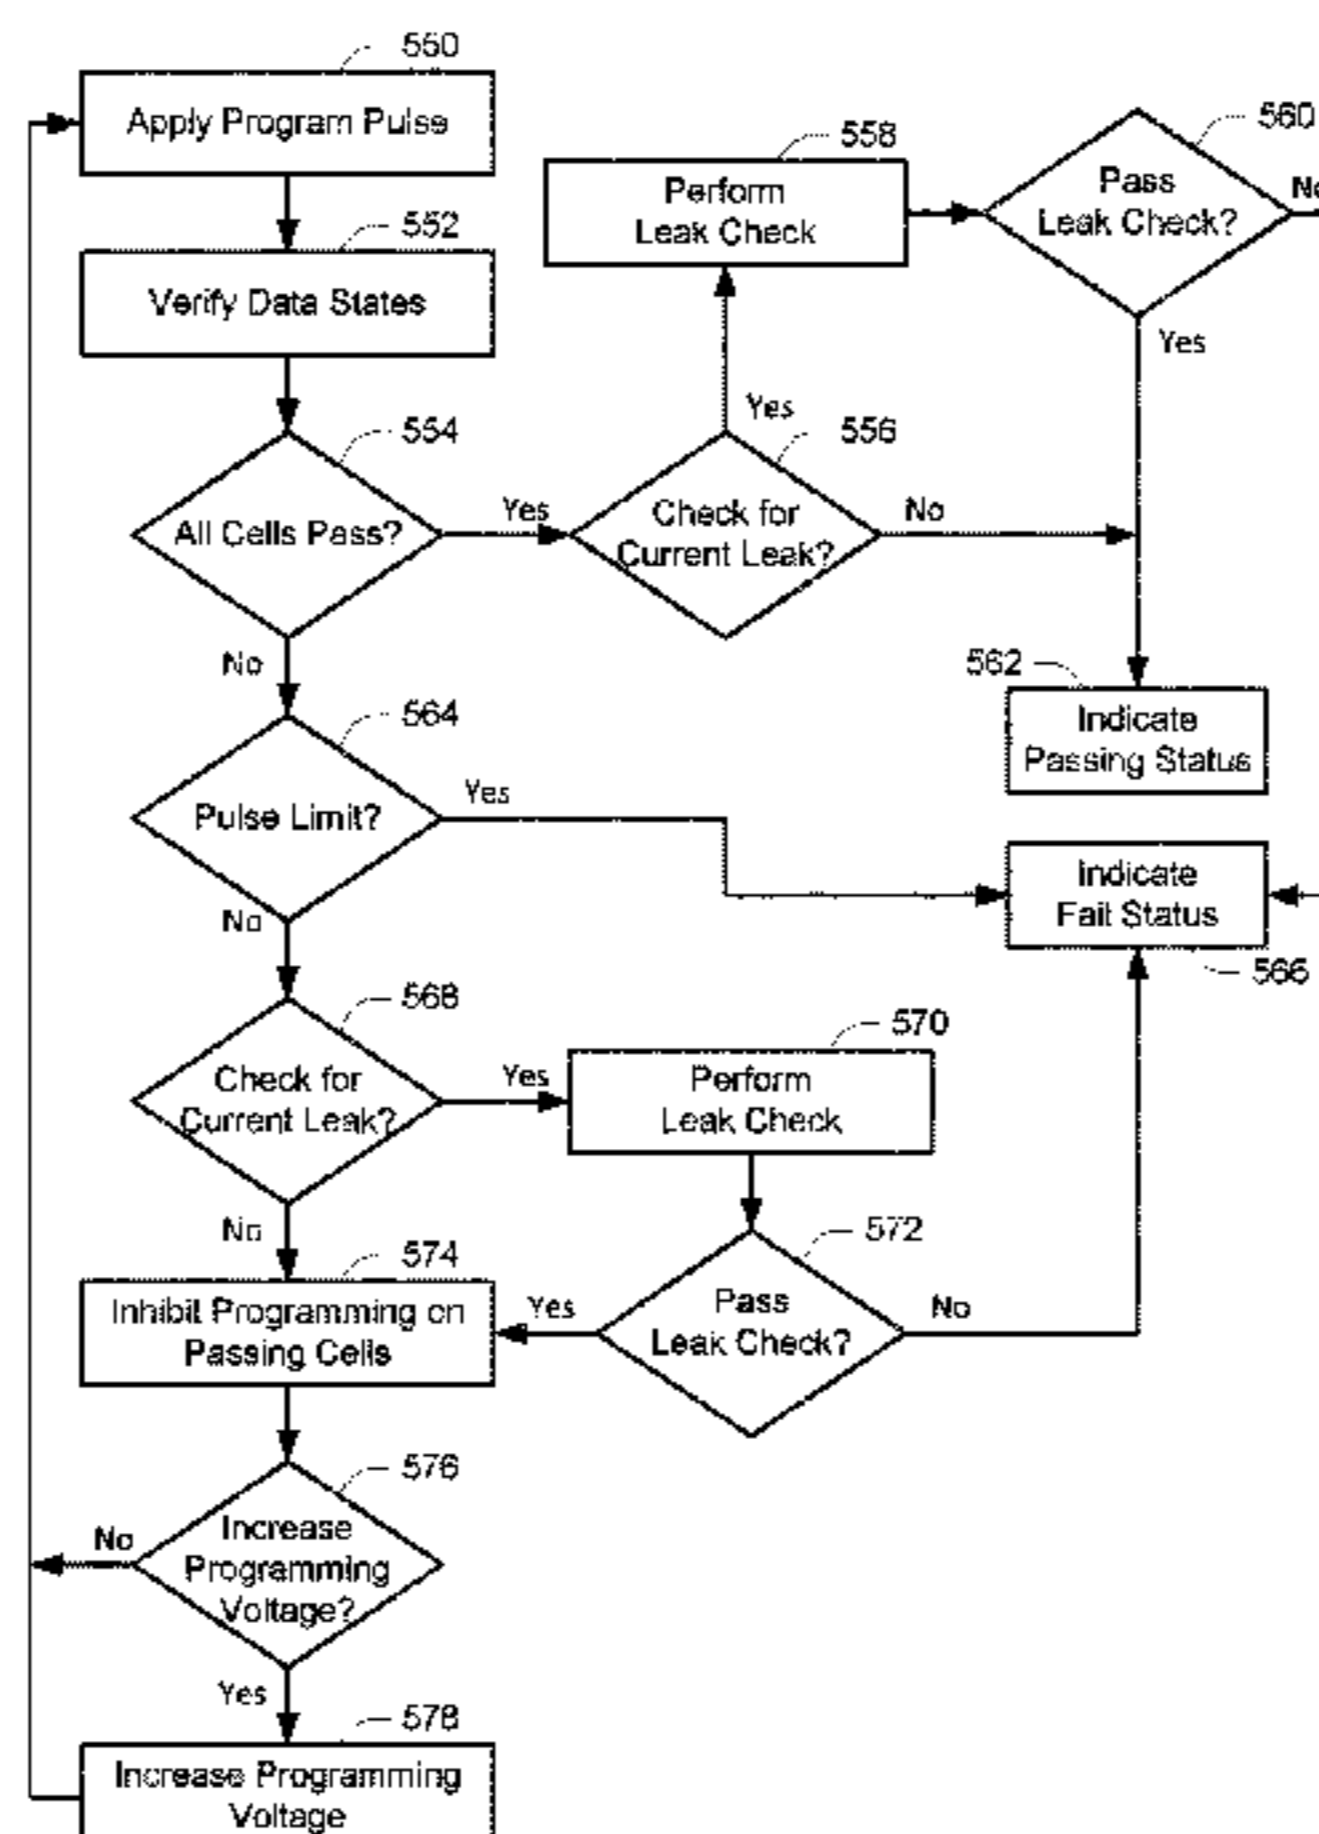 550
Apply Program Pulse
552
Verify Data States
554
All Cells Pass?
Yes
No
556
Check for
Current Leak?
Yes
No
558
Perform
Leak Check
560
Pass
Leak Check?
No
Yes
562
Indicate
Passing Status
564
Pulse Limit?
Yes
No
Indicate
Fail Status
566
568
Check for
Current Leak?
Yes
No
570
Perform
Leak Check
572
Pass
Leak Check?
Yes
No
574
Inhibit Programming on
Passing Cells
576
Increase
Programming
Voltage?
No
Yes
578
Increase Programming
Voltage